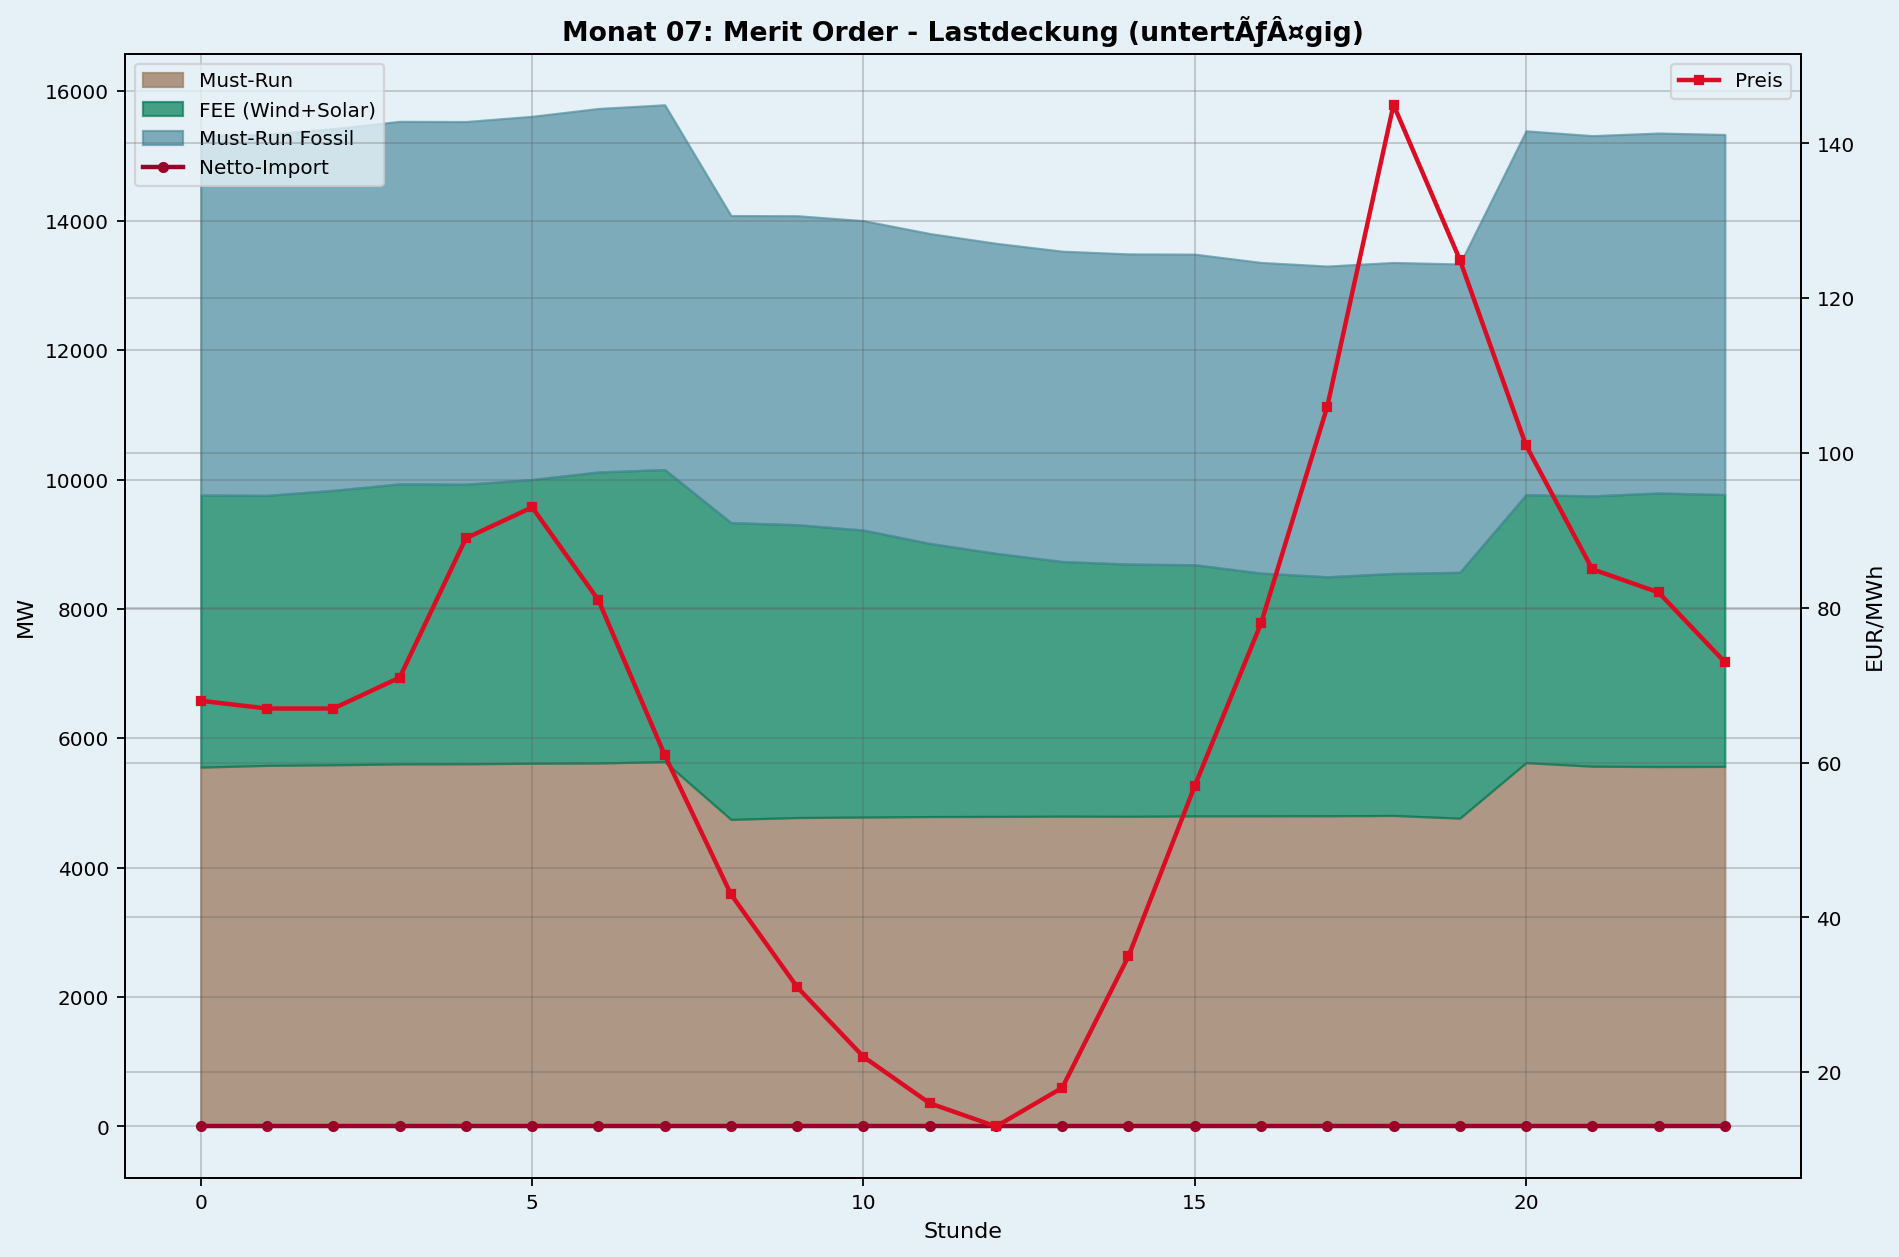 Monat 07: Merit Order - Lastdeckung (untertÃƒÂ¤gig)
Must-Run
FEE (Wind+Solar)
Must-Run Fossil
Netto-Import
Preis
MW
16000
14000
12000
10000
8000
6000
4000
2000
0
EUR/MWh
140
120
100
80
60
40
20
0 5 10 15 20
Stunde